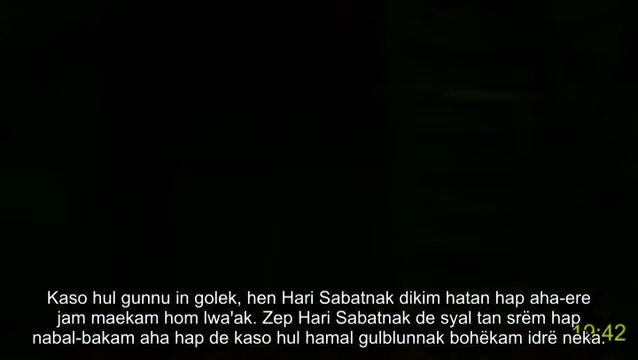 Kaso hul gunnu in golek, hen Hari Sabatnak dikim hatan hap aha-ere
jam maekam hom lwa'ak. Zep Hari Sabatnak de syal tan srëm hap
nabal-bakam aha hap de kaso hul hamal gulblunnak bohëkam idrë neka.
19:42